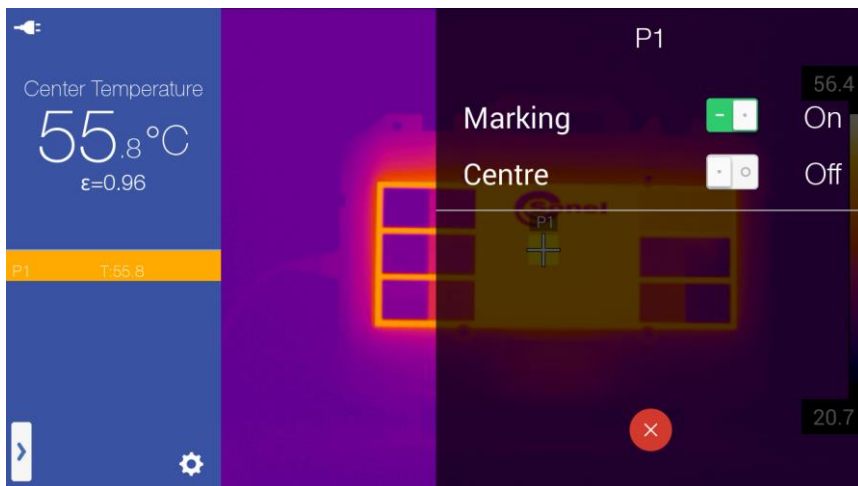 Center Temperature
55.8°C
ε=0.96
P1 T:55.8
P1
Marking On
Centre Off
56.4
Sonel
P1
20.7